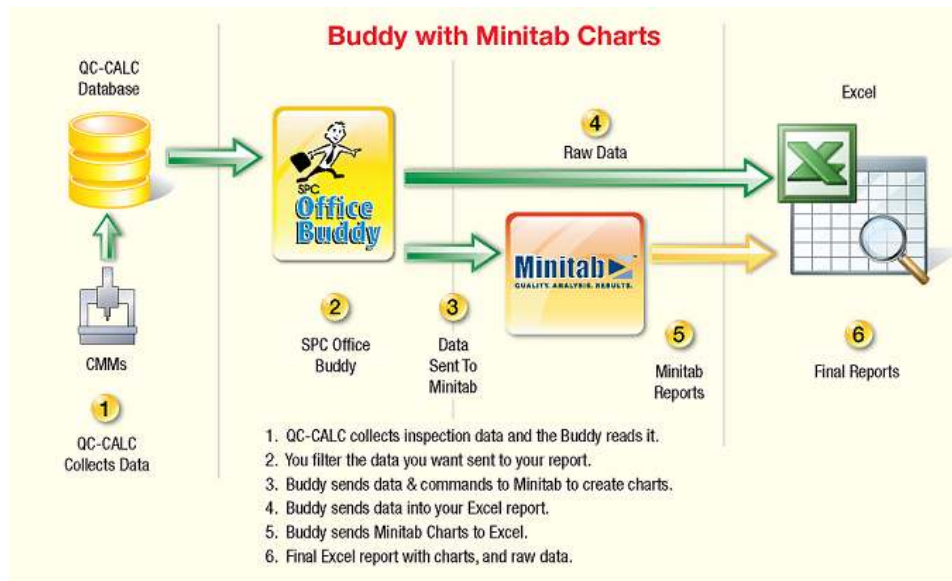 Buddy with Minitab Charts
QC-CALC
Database
Excel
4
Raw Data
SPC
Office
Buddy
Minitab
QUALITY. ANALYSIS. RESULTS.
2
SPC Office
Buddy
3
Data
Sent To
Minitab
5
Minitab
Reports
6
Final Reports
CMMs
1
QC-CALC
Collects Data
1. QC-CALC collects inspection data and the Buddy reads it.
2. You filter the data you want sent to your report.
3. Buddy sends data & commands to Minitab to create charts.
4. Buddy sends data into your Excel report.
5. Buddy sends Minitab Charts to Excel.
6. Final Excel report with charts, and raw data.